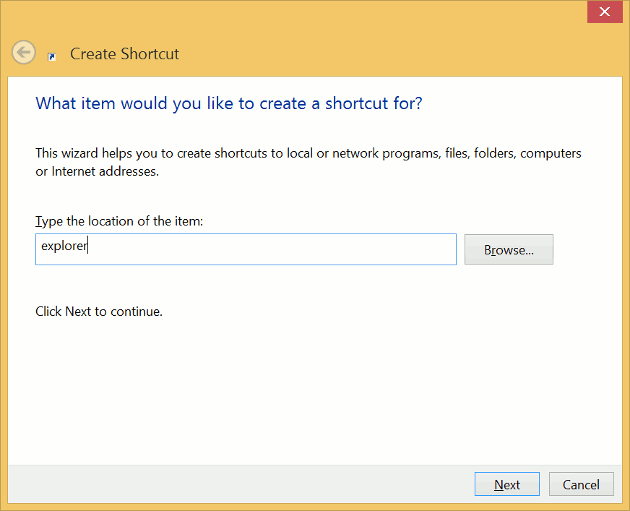 Create Shortcut
What item would you like to create a shortcut for?
This wizard helps you to create shortcuts to local or network programs, files, folders, computers
or Internet addresses.
Type the location of the item:
explorer
Browse...
Click Next to continue.
Next
Cancel